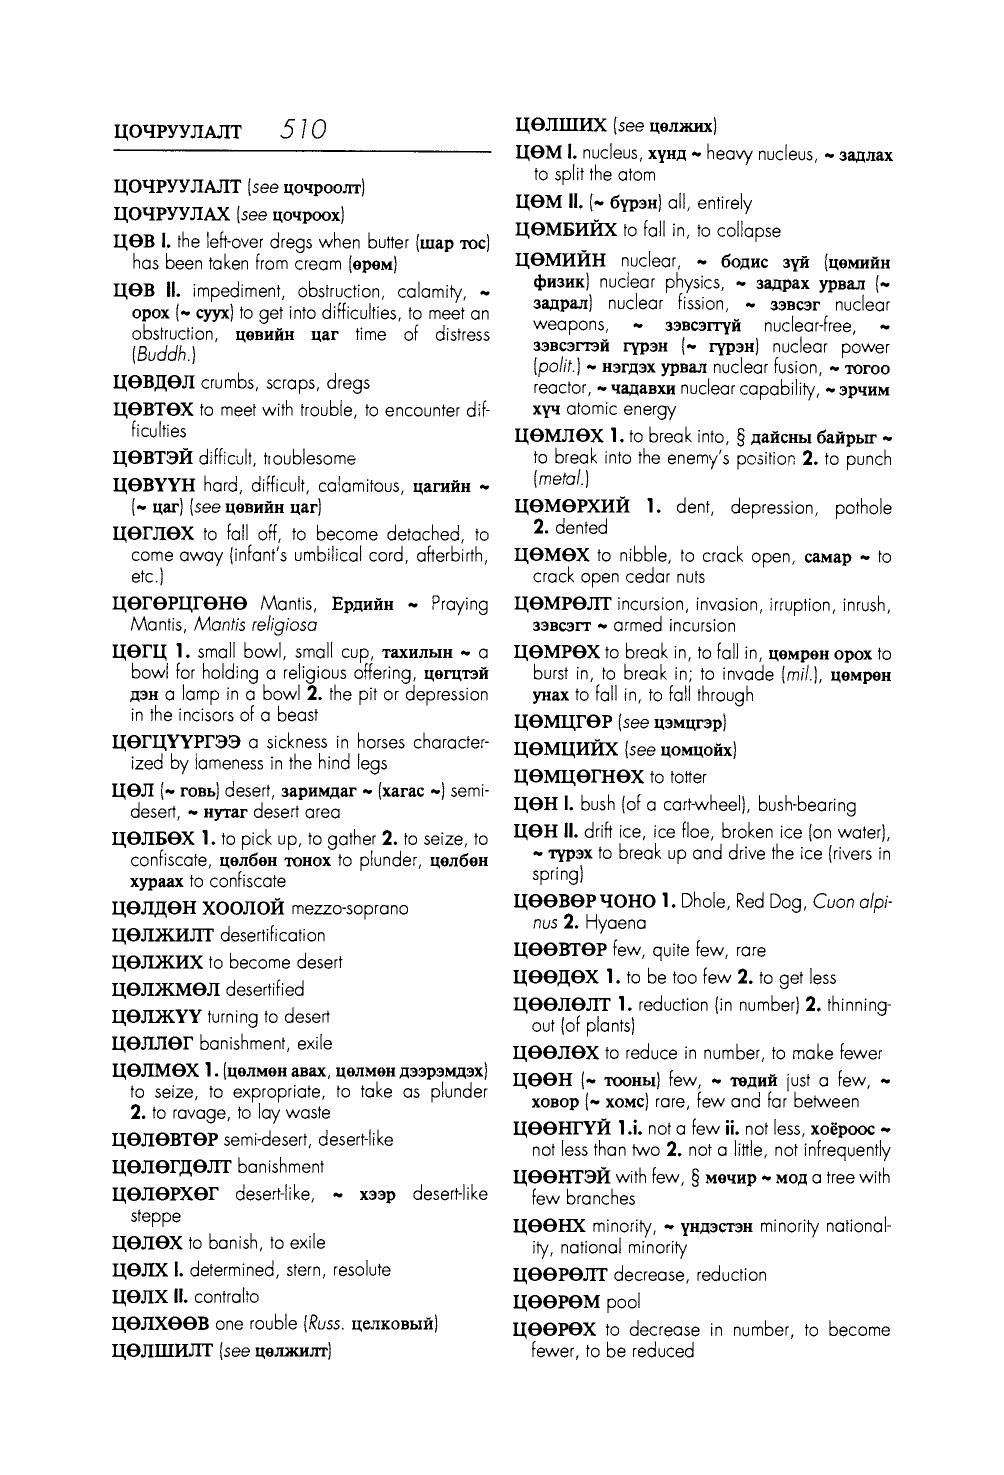 ЦОЧРУУЛАЛТ 510
ЦОЧРУУЛАЛТ (see цочроолт)
ЦОЧРУУЛАХ (see цочроох)
ЦӨВ I. the left-over dregs when butter (шар тос)
has been taken from cream (өрөм)
ЦӨВ II. impediment, obstruction, calamity, ~
орох (~ суух) to get into difficulties, to meet an
obstruction, цөвийн цаг time of distress
(Buddh.)
ЦӨВДӨЛ crumbs, scraps, dregs
ЦӨВТӨХ to meet with trouble, to encounter dif-
ficulties
ЦӨВТЭЙ difficult, troublesome
ЦӨВҮҮН hard, difficult, calamitous, цагийн ~
(~ цаг) (see цөвийн цаг)
ЦӨГЛӨХ to fall off, to become detached, to
come away (infant's umbilical cord, afterbirth,
etc.)
ЦӨГӨРЦГӨНӨ Mantis, Ердийн ~ Praying
Mantis, Mantis religiosa
ЦӨГЦ 1. small bowl, small cup, тахилын ~ a
bowl for holding a religious offering, цөгцтэй
дэн a lamp in a bowl 2. the pit or depression
in the incisors of a beast
ЦӨГЦҮҮРГЭЭ a sickness in horses character-
ized by lameness in the hind legs
ЦӨЛ (~ говь) desert, заримдаг ~ (хагас ~) semi-
desert, ~ нутаг desert area
ЦӨЛБӨХ 1. to pick up, to gather 2. to seize, to
confiscate, цөлбөн тонох to plunder, цөлбөн
хураах to confiscate
ЦӨЛДӨН ХООЛОЙ mezzo-soprano
ЦӨЛЖИЛТ desertification
ЦӨЛЖИХ to become desert
ЦӨЛЖМӨЛ desertified
ЦӨЛЖҮҮ turning to desert
ЦӨЛЛӨГ banishment, exile
ЦӨЛМӨХ 1. (цөлмөн авах, цөлмөн дээрэмдэх)
to seize, to expropriate, to take as plunder
2. to ravage, to lay waste
ЦӨЛӨВТӨР semi-desert, desert-like
ЦӨЛӨГДӨЛТ banishment
ЦӨЛӨРХӨГ desert-like, ~ хээр desert-like
steppe
ЦӨЛӨХ to banish, to exile
ЦӨЛХ I. determined, stern, resolute
ЦӨЛХ II. contralto
ЦӨЛХӨӨВ one rouble (Russ. целковый)
ЦӨЛШИЛТ (see цөлжилт)
ЦӨЛШИХ (see цөлжих)
ЦӨМ I. nucleus, хүнд ~ heavy nucleus, ~ задлах
to split the atom
ЦӨМ II. (~ бүрэн) all, entirely
ЦӨМБИЙХ to fall in, to collapse
ЦӨМИЙН nuclear, ~ бодис зүй (цөмийн
физик) nuclear physics, ~ задрах урвал (~
задрал) nuclear fission, ~ зэвсэг nuclear
weapons, ~ зэвсэггүй nuclear-free, ~
зэвсэгтэй гүрэн (~ гүрэн) nuclear power
(polit.) ~ нэгдэх урвал nuclear fusion, ~ тогоо
reactor, ~ чадавхи nuclear capability, ~ эрчим
хүч atomic energy
ЦӨМЛӨХ 1. to break into, § дайсны байрыг ~
to break into the enemy's position 2. to punch
(metal.)
ЦӨМӨРХИЙ 1. dent, depression, pothole
2. dented
ЦӨМӨХ to nibble, to crack open, самар ~ to
crack open cedar nuts
ЦӨМРӨЛТ incursion, invasion, irruption, inrush,
зэвсэгт ~ armed incursion
ЦӨМРӨХ to break in, to fall in, цөмрөн орох to
burst in, to break in; to invade (mil.), цөмрөн
унах to fall in, to fall through
ЦӨМЦГӨР (see цэмцгэр)
ЦӨМЦИЙХ (see цомцойх)
ЦӨМЦӨГНӨХ to totter
ЦӨН I. bush (of a cart-wheel), bush-bearing
ЦӨН II. drift ice, ice floe, broken ice (on water),
~ түрэх to break up and drive the ice (rivers in
spring)
ЦӨӨВӨР ЧОНО 1. Dhole, Red Dog, Cuon alpi-
nus 2. Hyaena
ЦӨӨВТӨР few, quite few, rare
ЦӨӨДӨХ 1. to be too few 2. to get less
ЦӨӨЛӨЛТ 1. reduction (in number) 2. thinning-
out (of plants)
ЦӨӨЛӨХ to reduce in number, to make fewer
ЦӨӨН (~ тооны) few, ~ төдий just a few, ~
ховор (~ хомс) rare, few and far between
ЦӨӨНГҮЙ 1.i. not a few ii. not less, хоёроос ~
not less than two 2. not a little, not infrequently
ЦӨӨНТЭЙ with few, § мөчир ~ мод a tree with
few branches
ЦӨӨНХ minority, ~ үндэстэн minority national-
ity, national minority
ЦӨӨРӨЛТ decrease, reduction
ЦӨӨРӨМ pool
ЦӨӨРӨХ to decrease in number, to become
fewer, to be reduced